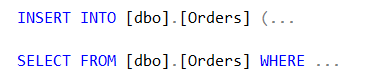 INSERT INTO [dbo].[Orders] (...
SELECT FROM [dbo].[Orders] WHERE ...